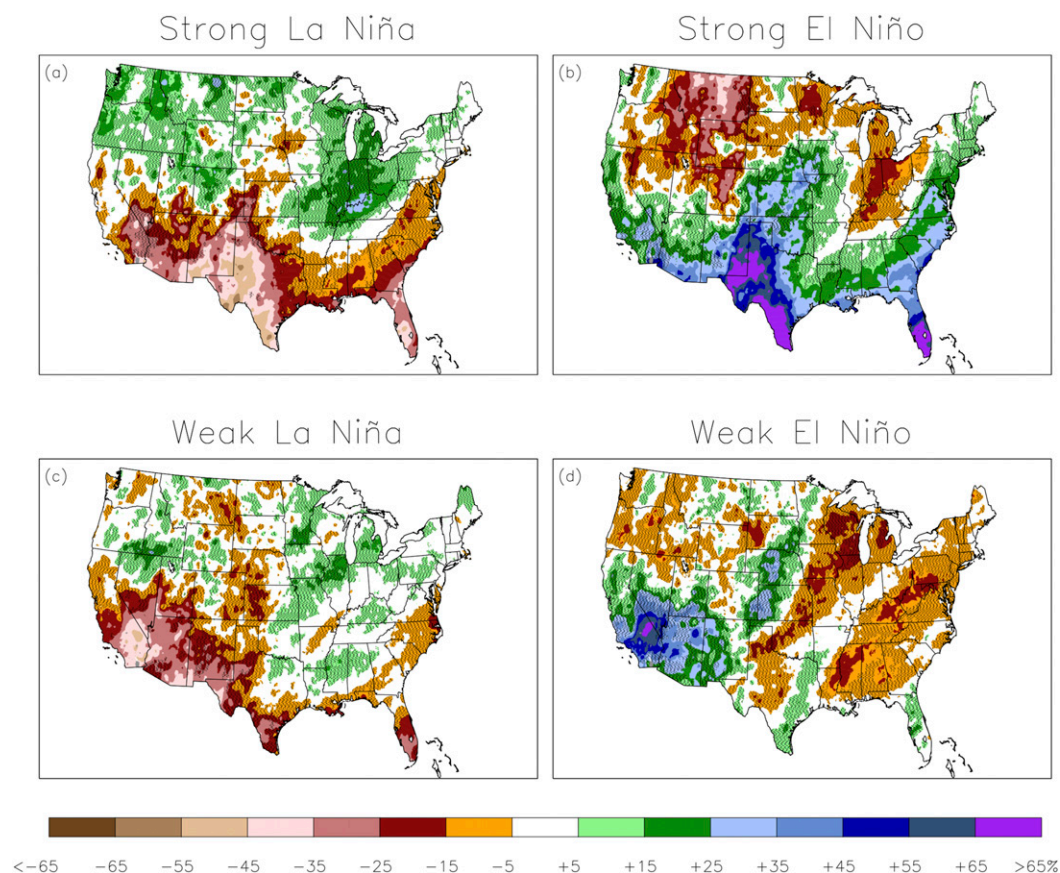 Strong La Niña
Strong El Niño
(a)
(b)
Weak La Niña
Weak El Niño
(c)
(d)
<-65 -65 -55 -45 -35 -25 -15 -5 +5 +15 +25 +35 +45 +55 +65 >65%